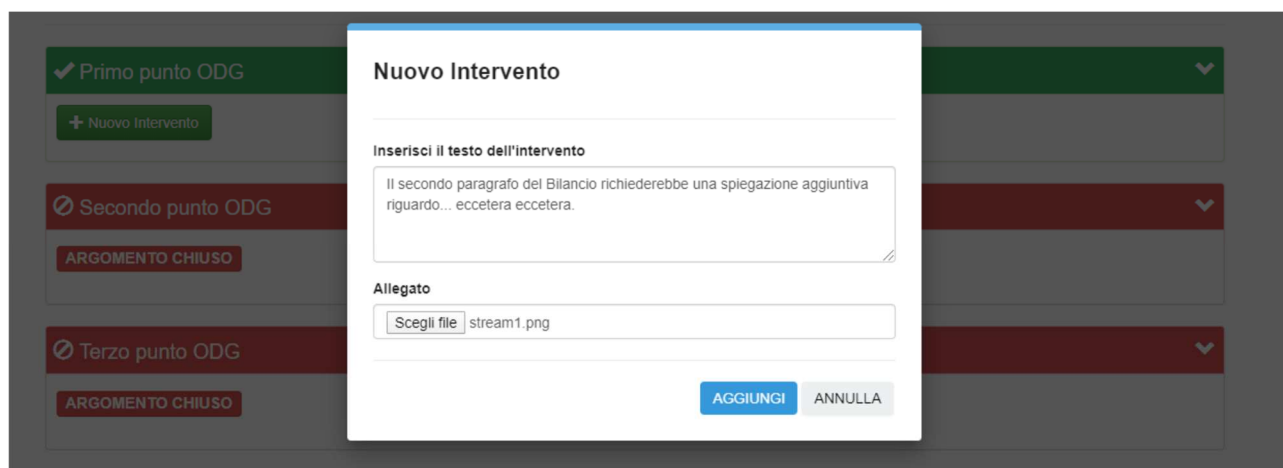 Primo punto ODG
Nuovo Intervento
Secondo punto ODG
ARGOMENTO CHIUSO
Terzo punto ODG
ARGOMENTO CHIUSO
Nuovo Intervento
Inserisci il testo dell'intervento
Il secondo paragrafo del Bilancio richiederebbe una spiegazione aggiuntiva
riguardo... eccetera eccetera.
Allegato
Scegli file stream1.png
AGGIUNGI ANNULLA